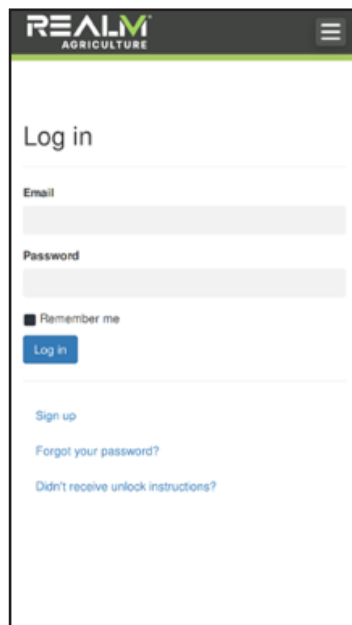 REALM
AGRICULTURE
Log in
Email
Password
Remember me
Log in
Sign up
Forgot your password?
Didn't receive unlock instructions?